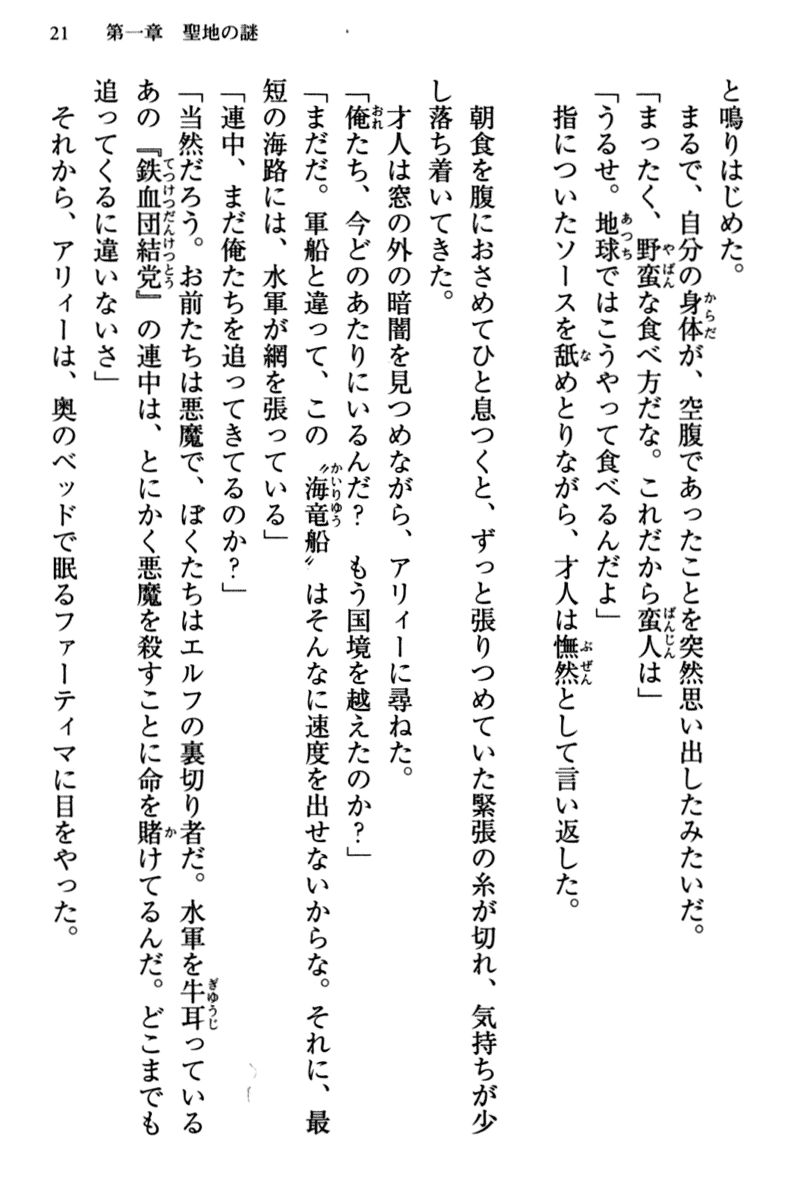 21　第一章　聖地の謎
と鳴りはじめた。
　まるで、自分の身体が、空腹であったことを突然思い出したみたいだ。
「まったく、野蛮な食べ方だな。これだから蛮人は」
「うるせ。地球ではこうやって食べるんだよ」
　指についたソースを舐めとりながら、才人は憮然として言い返した。
　朝食を腹におさめてひと息つくと、ずっと張りつめていた緊張の糸が切れ、気持ちが少
し落ち着いてきた。
　才人は窓の外の暗闇を見つめながら、アリィーに尋ねた。
「俺たち、今どのあたりにいるんだ？　もう国境を越えたのか？」
「まだだ。軍船と違って、この〝海竜船〟はそんなに速度を出せないからな。それに、最
短の海路には、水軍が網を張っている」
「連中、まだ俺たちを追ってきてるのか？」
「当然だろう。お前たちは悪魔で、ぼくたちはエルフの裏切り者だ。水軍を牛耳っている
あの『鉄血団結党』の連中は、とにかく悪魔を殺すことに命を賭けてるんだ。どこまでも
追ってくるに違いないさ」
　それから、アリィーは、奥のベッドで眠るファーティマに目をやった。